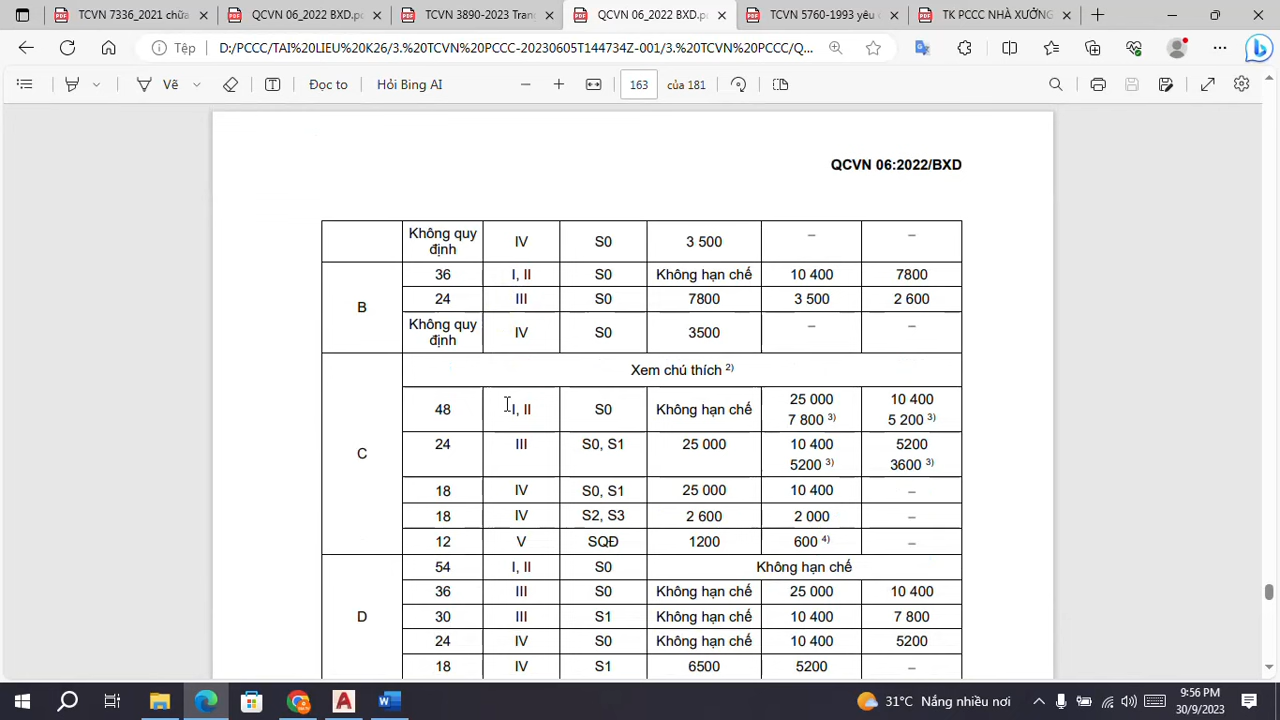 TCVN 7336_2021 chữa
QCVN 06_2022 BXD.p
TCVN 3890-2023 Tran
QCVN 06_2022 BXD.p
TCVN 5760-1993 yêu
TK PCCC NHÀ XƯỞNG
Tệp
D:/PCCC/TAI%20LIEU%20K26/3.%20TCVN%20PCCC-20230605T144734Z-001/3.%20TCVN%20PCCC/Q...
Vẽ
Đọc to
Hỏi Bing AI
163
của 181
QCVN 06:2022/BXD
Không quy định IV S0 3 500 – –
B
36 I, II S0 Không hạn chế 10 400 7800
24 III S0 7800 3 500 2 600
Không quy định IV S0 3500 – –
C
Xem chú thích 2)
48 I, II S0 Không hạn chế 25 000 10 400
7 800 3) 5 200 3)
24 III S0, S1 25 000 10 400 5200
5200 3) 3600 3)
18 IV S0, S1 25 000 10 400 –
18 IV S2, S3 2 600 2 000 –
12 V SQĐ 1200 600 4) –
D
54 I, II S0 Không hạn chế
36 III S0 Không hạn chế 25 000 10 400
30 III S1 Không hạn chế 10 400 7 800
24 IV S0 Không hạn chế 10 400 5200
18 IV S1 6500 5200 –
31°C Nắng nhiều nơi
9:56 PM
30/9/2023